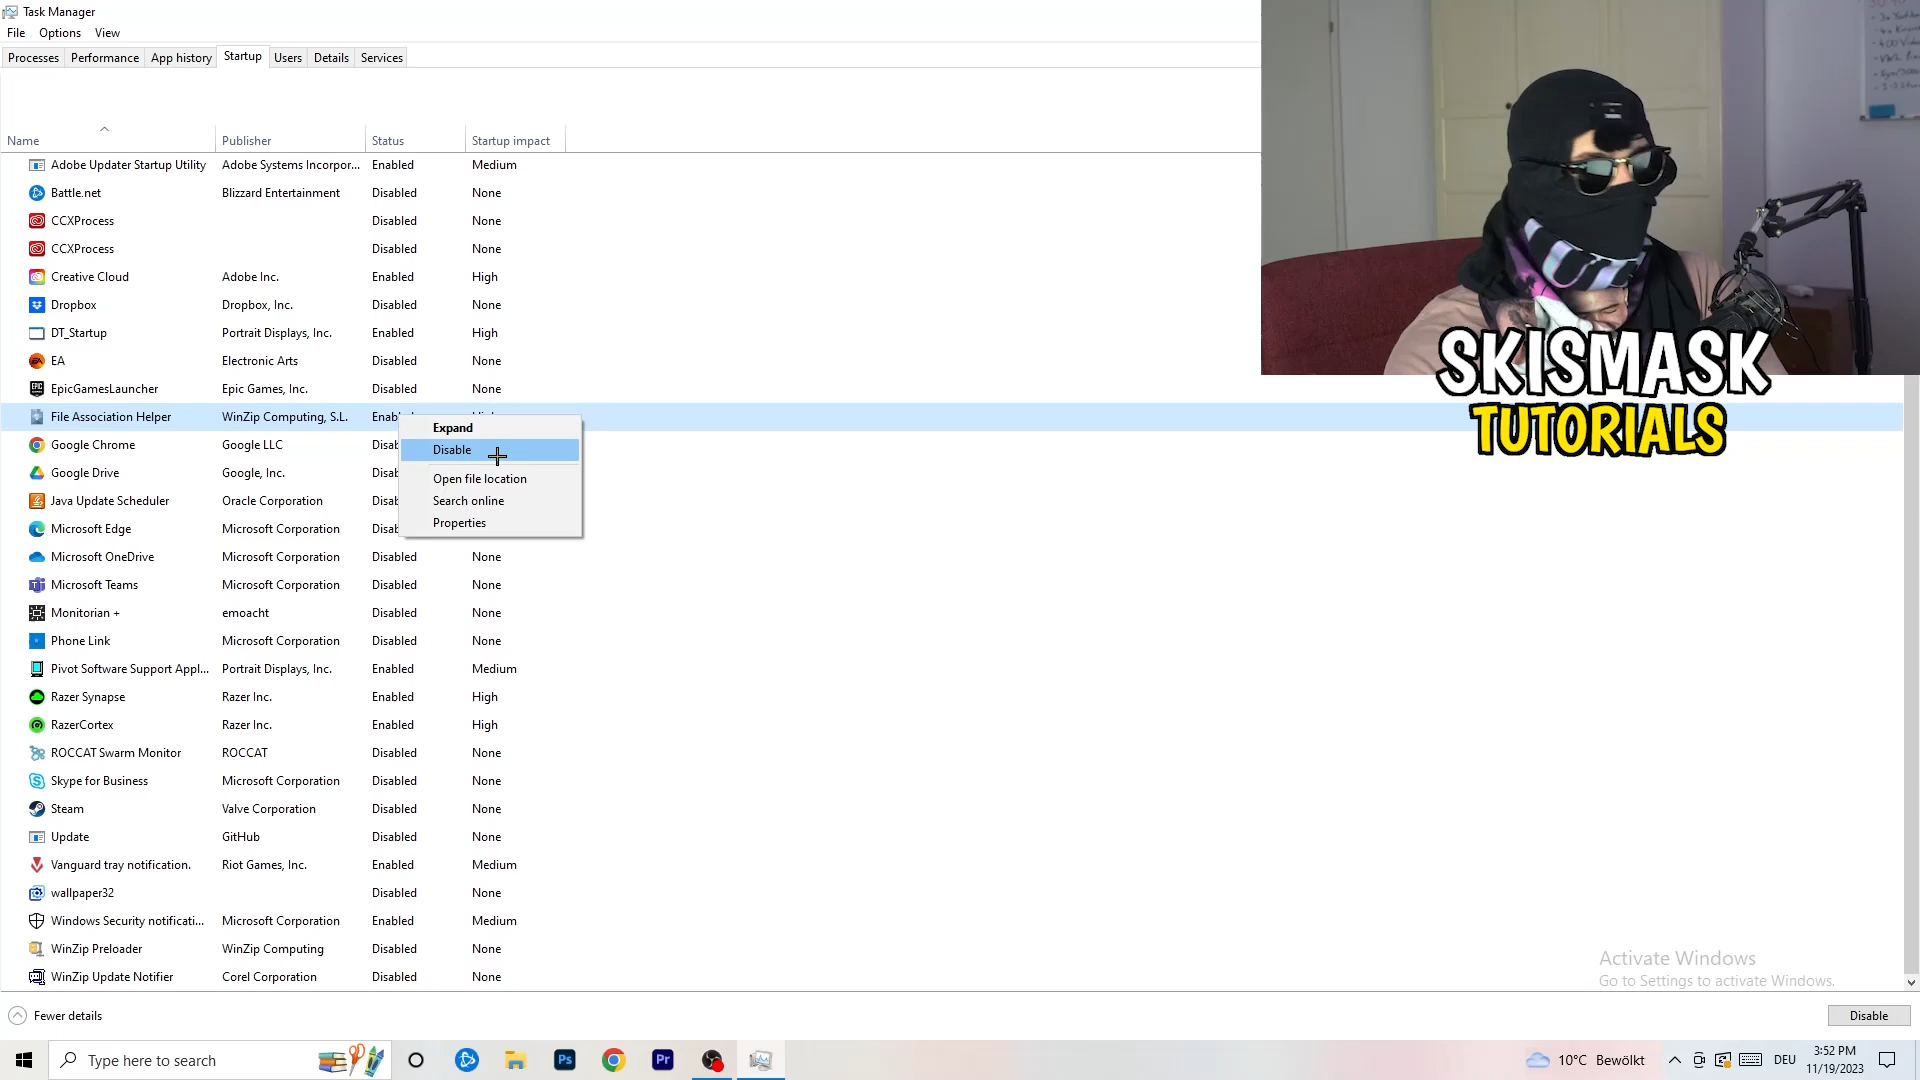 Task Manager
File Options View
Processes Performance App history Startup Users Details Services
Name Publisher Status Startup impact
Adobe Updater Startup Utility Adobe Systems Incorpor... Enabled Medium
Battle.net Blizzard Entertainment Disabled None
CCXProcess Disabled None
CCXProcess Disabled None
Creative Cloud Adobe Inc. Enabled High
Dropbox Dropbox, Inc. Disabled None
DT_Startup Portrait Displays, Inc. Enabled High
EA Electronic Arts Disabled None
EpicGamesLauncher Epic Games, Inc. Disabled None
File Association Helper WinZip Computing, S.L. Enabl
Expand
Google Chrome Google LLC Disab
Disable
Google Drive Google, Inc. Disab
Open file location
Java Update Scheduler Oracle Corporation Disab
Search online
Microsoft Edge Microsoft Corporation Disab
Properties
Microsoft OneDrive Microsoft Corporation Disabled None
Microsoft Teams Microsoft Corporation Disabled None
Monitorian + emoacht Disabled None
Phone Link Microsoft Corporation Disabled None
Pivot Software Support Appl... Portrait Displays, Inc. Enabled Medium
Razer Synapse Razer Inc. Enabled High
RazerCortex Razer Inc. Enabled High
ROCCAT Swarm Monitor ROCCAT Disabled None
Skype for Business Microsoft Corporation Disabled None
Steam Valve Corporation Disabled None
Update GitHub Disabled None
Vanguard tray notification. Riot Games, Inc. Enabled Medium
wallpaper32 Disabled None
Windows Security notificati... Microsoft Corporation Enabled Medium
WinZip Preloader WinZip Computing Disabled None
WinZip Update Notifier Corel Corporation Disabled None
SKISMASK
TUTORIALS
Activate Windows
Go to Settings to activate Windows.
Fewer details Disable
Type here to search Ps Pr 10°C Bewölkt DEU 3:52 PM
11/19/2023